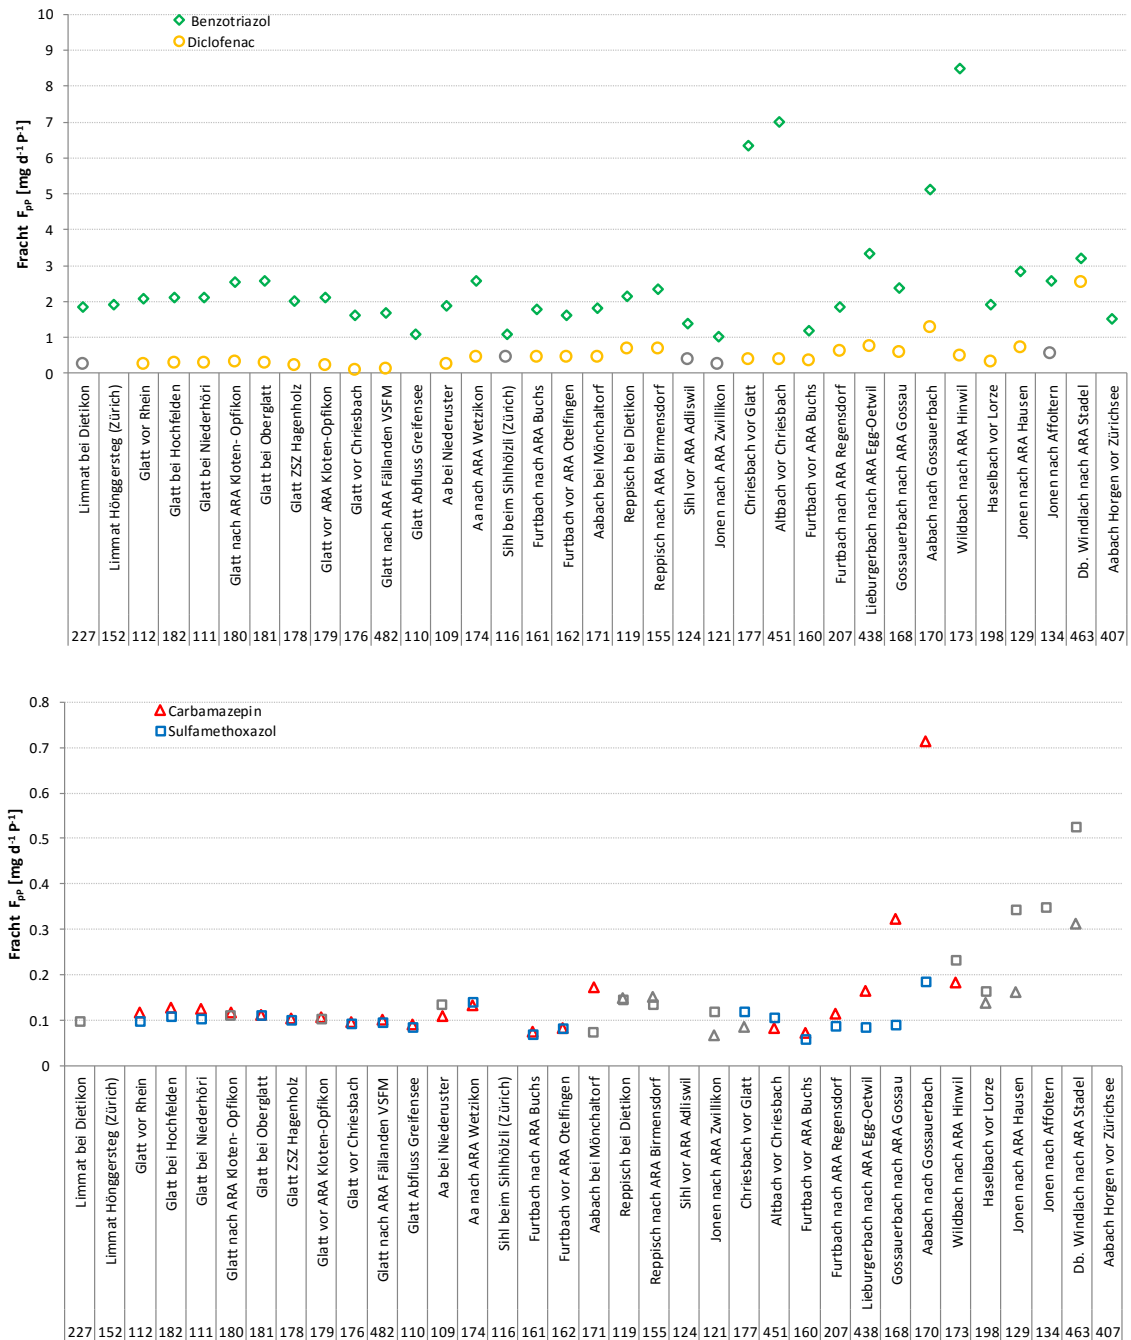 10
9
8
7
6
5
4
3
2
1
0
Fracht F_pP [mg d⁻¹ P⁻¹]
Benzotriazol
Diclofenac
Limmat bei Dietikon
Limmat Hönggersteg (Zürich)
Glatt vor Rhein
Glatt bei Hochfelden
Glatt bei Niederhöri
Glatt nach ARA Kloten- Opfikon
Glatt bei Oberglatt
Glatt ZSZ Hagenholz
Glatt vor ARA Kloten-Opfikon
Glatt vor Chriesbach
Glatt nach ARA Fällanden VSFM
Glatt Abfluss Greifensee
Aa bei Niederuster
Aa nach ARA Wetzikon
Sihl beim Sihlhölzli (Zürich)
Furtbach nach ARA Buchs
Furtbach vor ARA Otelfingen
Aabach bei Mönchaltorf
Reppisch bei Dietikon
Reppisch nach ARA Birmensdorf
Sihl vor ARA Adliswil
Jonen nach ARA Zwillikon
Chriesbach vor Glatt
Altbach vor Chriesbach
Furtbach vor ARA Buchs
Furtbach nach ARA Regensdorf
Lieburgerbach nach ARA Egg-Oetwil
Gossauerbach nach ARA Gossau
Aabach nach Gossauerbach
Wildbach nach ARA Hinwil
Haselbach vor Lorze
Jonen nach ARA Hausen
Jonen nach Affoltern
Db. Windlach nach ARA Stadel
Aabach Horgen vor Zürichsee
227 152 112 182 111 180 181 178 179 176 482 110 109 174 116 161 162 171 119 155 124 121 177 451 160 207 438 168 170 173 198 129 134 463 407
0.8
0.7
0.6
0.5
0.4
0.3
0.2
0.1
0
Fracht F_pP [mg d⁻¹ P⁻¹]
Carbamazepin
Sulfamethoxazol
Limmat bei Dietikon
Limmat Hönggersteg (Zürich)
Glatt vor Rhein
Glatt bei Hochfelden
Glatt bei Niederhöri
Glatt nach ARA Kloten- Opfikon
Glatt bei Oberglatt
Glatt ZSZ Hagenholz
Glatt vor ARA Kloten-Opfikon
Glatt vor Chriesbach
Glatt nach ARA Fällanden VSFM
Glatt Abfluss Greifensee
Aa bei Niederuster
Aa nach ARA Wetzikon
Sihl beim Sihlhölzli (Zürich)
Furtbach nach ARA Buchs
Furtbach vor ARA Otelfingen
Aabach bei Mönchaltorf
Reppisch bei Dietikon
Reppisch nach ARA Birmensdorf
Sihl vor ARA Adliswil
Jonen nach ARA Zwillikon
Chriesbach vor Glatt
Altbach vor Chriesbach
Furtbach vor ARA Buchs
Furtbach nach ARA Regensdorf
Lieburgerbach nach ARA Egg-Oetwil
Gossauerbach nach ARA Gossau
Aabach nach Gossauerbach
Wildbach nach ARA Hinwil
Haselbach vor Lorze
Jonen nach ARA Hausen
Jonen nach Affoltern
Db. Windlach nach ARA Stadel
Aabach Horgen vor Zürichsee
227 152 112 182 111 180 181 178 179 176 482 110 109 174 116 161 162 171 119 155 124 121 177 451 160 207 438 168 170 173 198 129 134 463 407